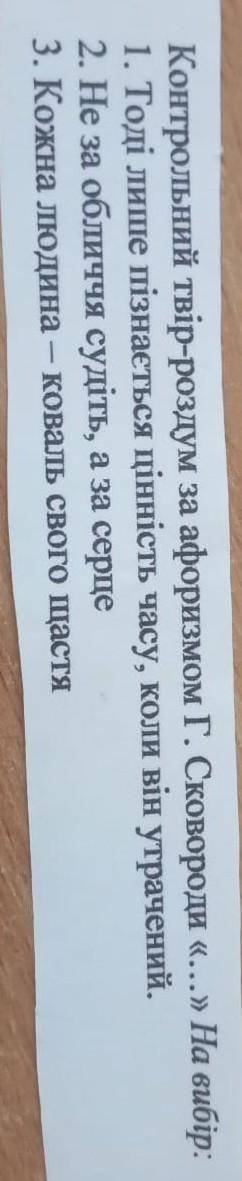 Контрольний твір-роздум за афоризмом Г. Сковороди «...» На вибір:
1. Тоді лише пізнається цінність часу, коли він утрачений.
2. Не за обличчя судіть, а за серце
3. Кожна людина – коваль свого щастя